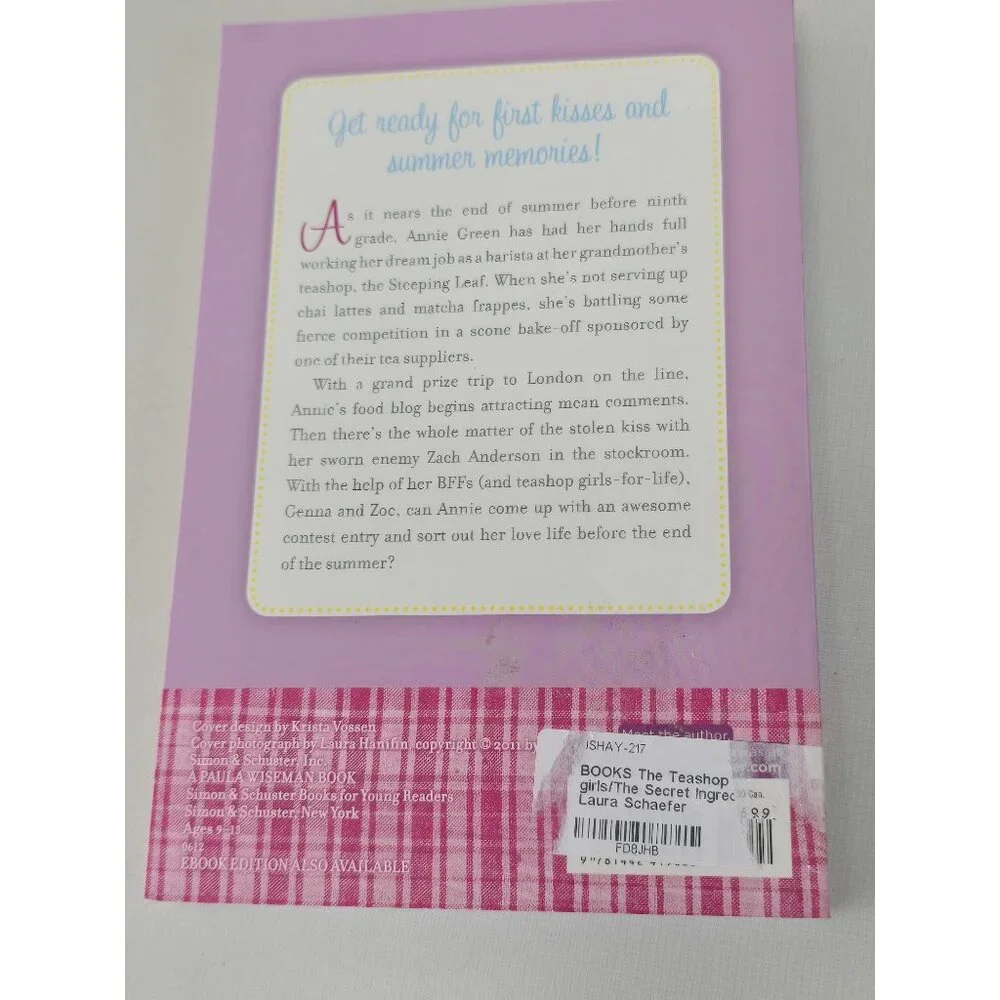 Get ready for first kisses and
summer memories!
As it nears the end of summer before ninth
grade, Annie Green has had her hands full
working her dream job as a barista at her grandmother's
teashop, the Steeping Leaf. When she's not serving up
chai lattes and matcha frappes, she's battling some
fierce competition in a scone bake-off sponsored by
one of their tea suppliers.
With a grand prize trip to London on the line,
Annie's food blog begins attracting mean comments.
Then there's the whole matter of the stolen kiss with
her sworn enemy Zach Anderson in the stockroom.
With the help of her BFFs (and teashop girls-for-life),
Genna and Zoe, can Annie come up with an awesome
contest entry and sort out her love life before the end
of the summer?
Cover design by Krista Vossen
Cover photograph by Laura Hanifin, copyright © 2011 by
Simon & Schuster, Inc.
A PAULA WISEMAN BOOK
Simon & Schuster Books for Young Readers
Simon & Schuster, New York
Ages 9–13
0612
EBOOK EDITION ALSO AVAILABLE
Meet the author
.com
ISHAY-217
BOOKS The Teashop
girls/The Secret Ingrec
Laura Schaefer
FD8JHB
Can.
99